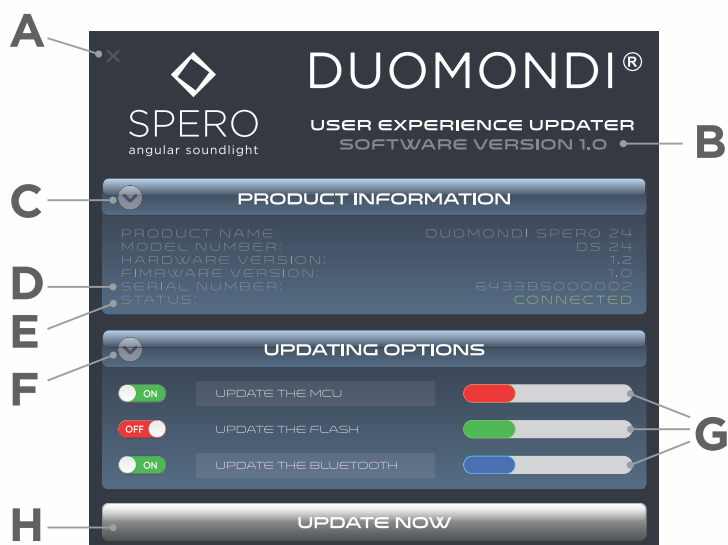 A
DUOMONDI®
SPERO
angular soundlight
USER EXPERIENCE UPDATER
SOFTWARE VERSION 1.0
B
C
PRODUCT INFORMATION
PRODUCT NAME DUOMONDI SPERO 24
MODEL NUMBER: DS 24
HARDWARE VERSION: 1.2
FIMRWARE VERSION: 1.0
D
SERIAL NUMBER: 6433BS000002
STATUS: CONNECTED
E
F
UPDATING OPTIONS
ON UPDATE THE MCU
OFF UPDATE THE FLASH
G
ON UPDATE THE BLUETOOTH
H
UPDATE NOW